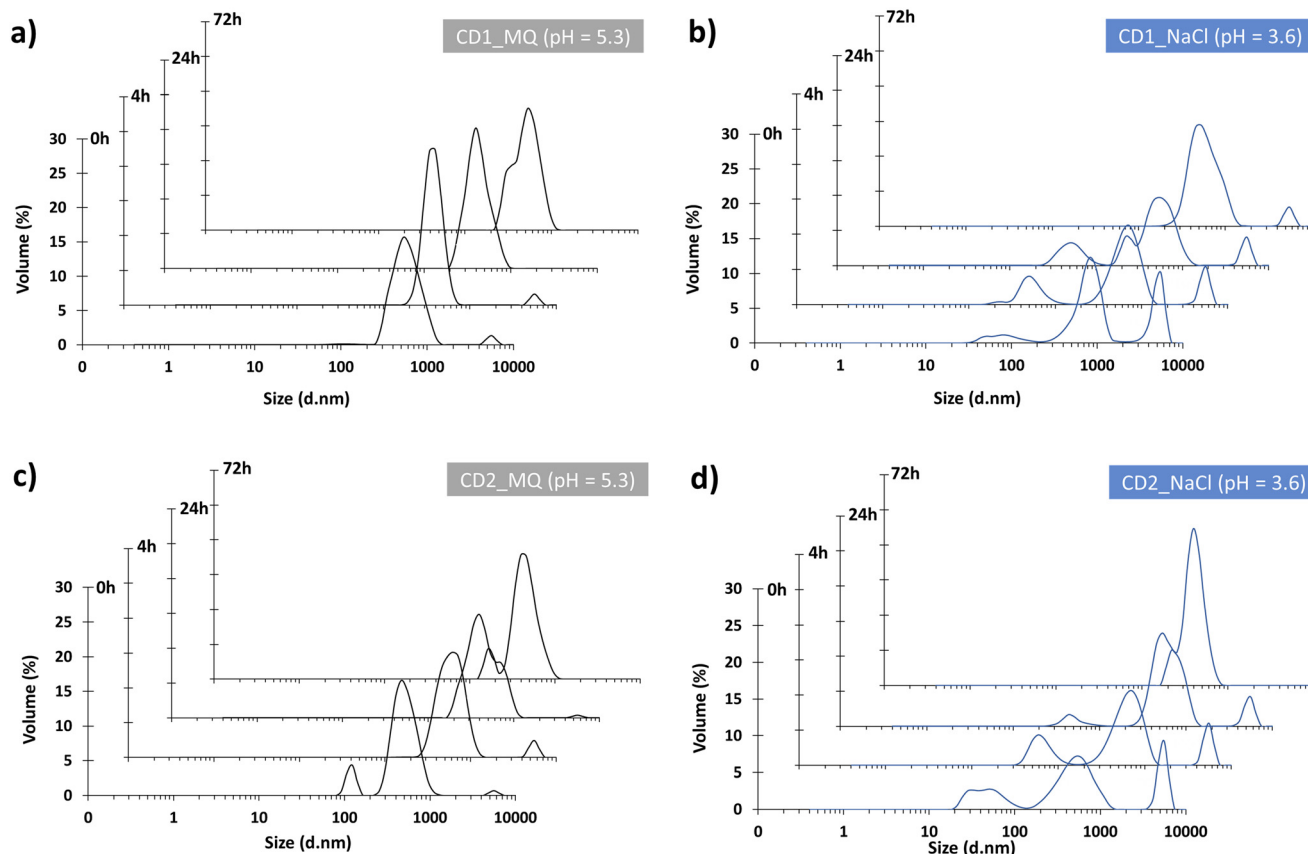 a)
72h
CD1_MQ (pH = 5.3)
24h
4h
0h
30
25
20
15
10
5
0
Volume (%)
0 1 10 100 1000 10000
Size (d.nm)
b)
72h
CD1_NaCl (pH = 3.6)
24h
4h
0h
30
25
20
15
10
5
0
Volume (%)
0 1 10 100 1000 10000
Size (d.nm)
c)
72h
CD2_MQ (pH = 5.3)
24h
4h
0h
30
25
20
15
10
5
0
Volume (%)
0 1 10 100 1000 10000
Size (d.nm)
d)
72h
CD2_NaCl (pH = 3.6)
24h
4h
0h
30
25
20
15
10
5
0
Volume (%)
0 1 10 100 1000 10000
Size (d.nm)